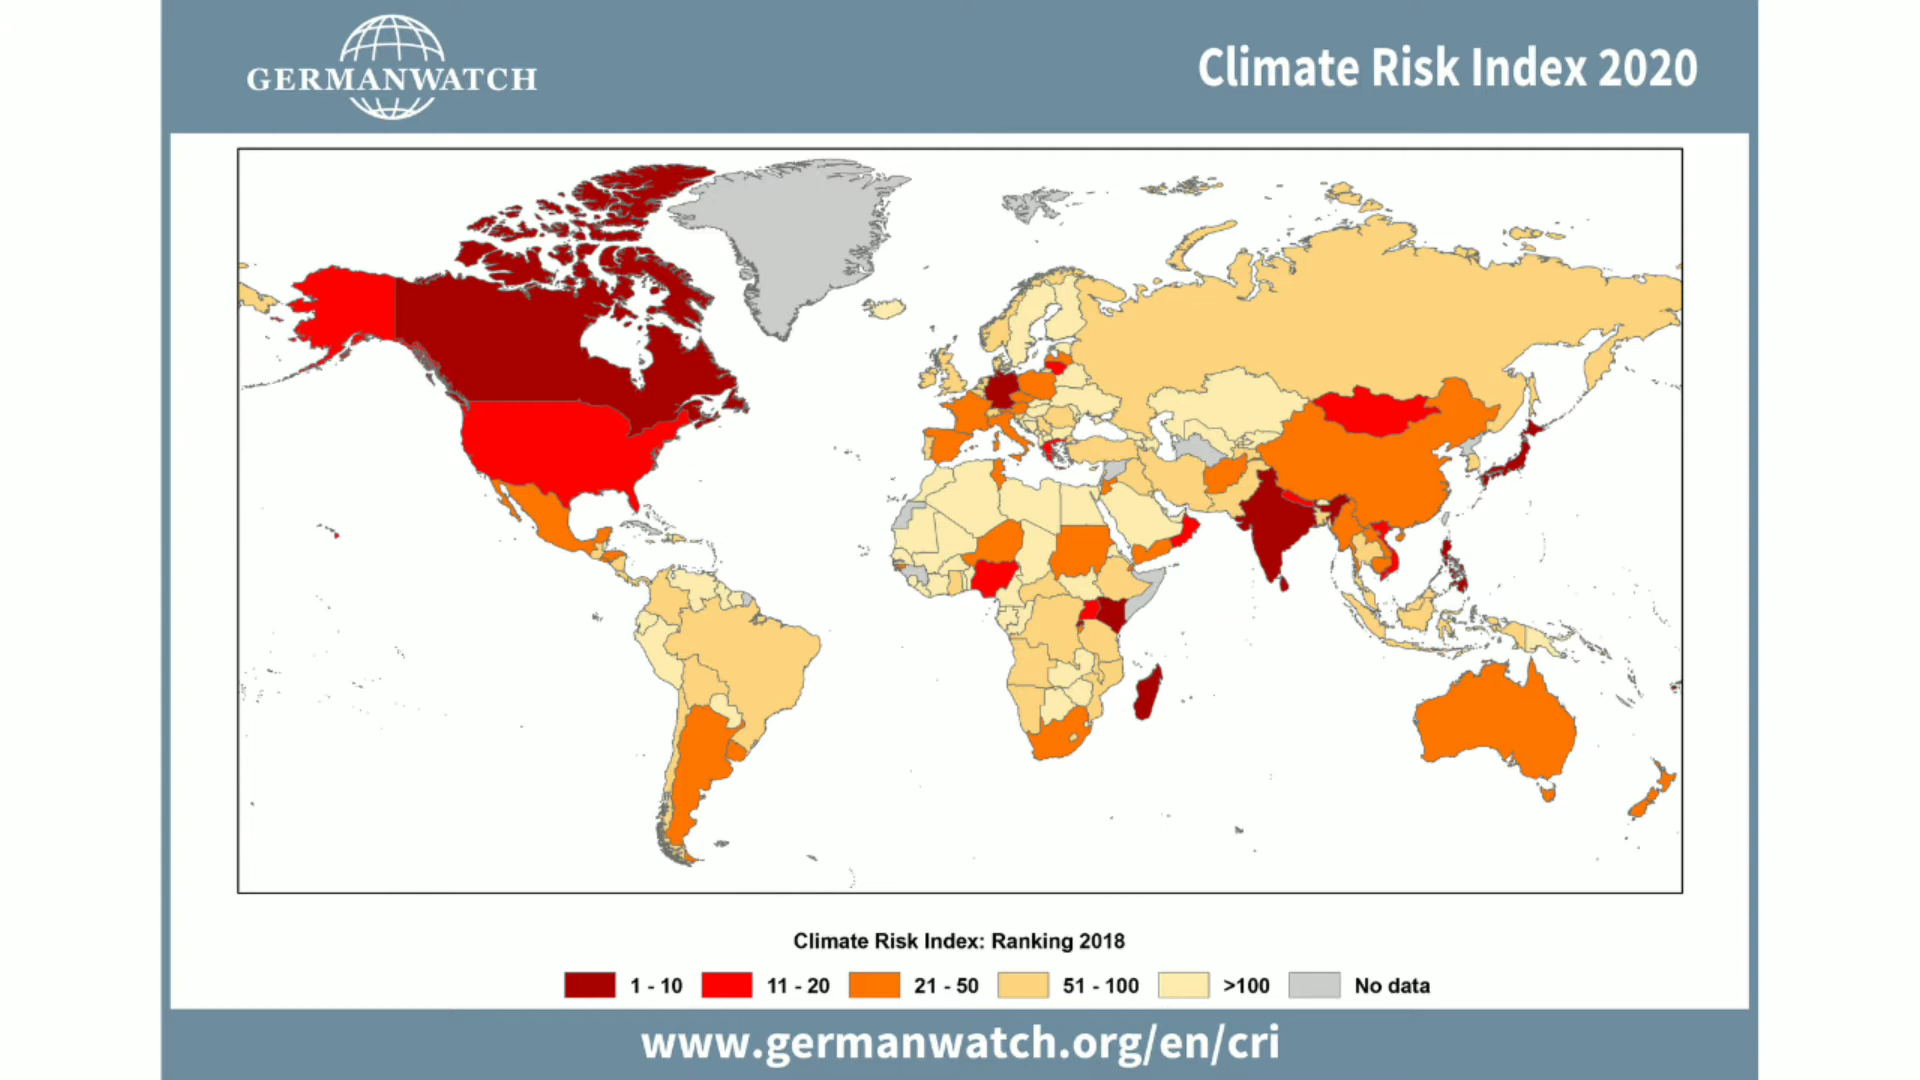 GERMANWATCH
Climate Risk Index 2020
Climate Risk Index: Ranking 2018
1 - 10
11 - 20
21 - 50
51 - 100
>100
No data
www.germanwatch.org/en/cri